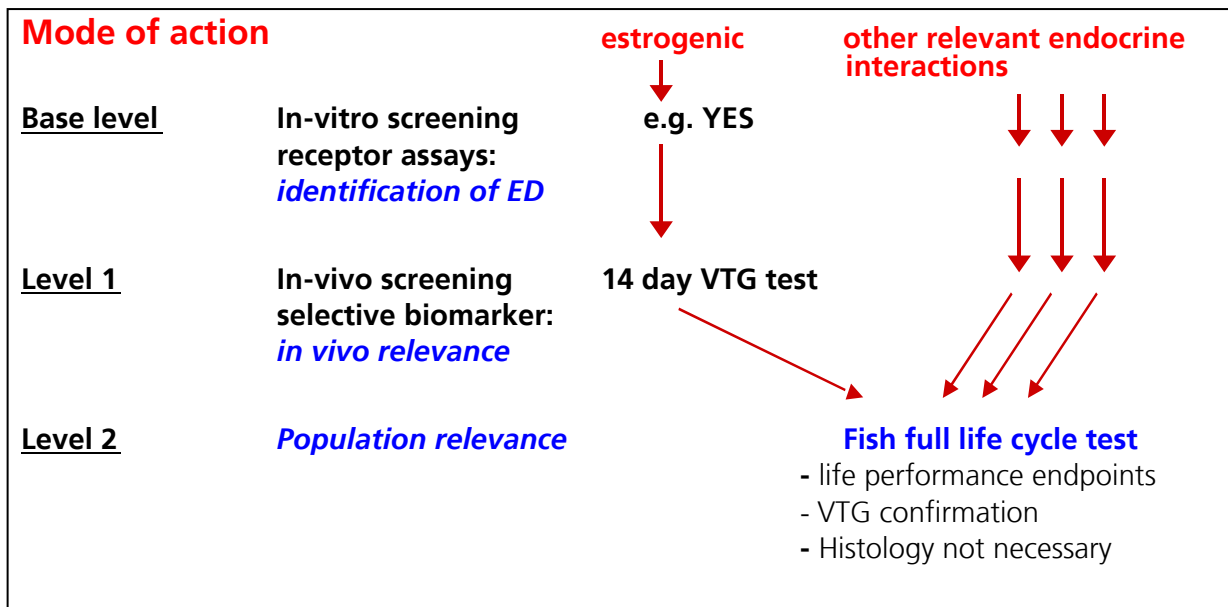 Mode of action
estrogenic
other relevant endocrine
interactions
Base level
In-vitro screening
receptor assays:
identification of ED
e.g. YES
Level 1
In-vivo screening
selective biomarker:
in vivo relevance
14 day VTG test
Level 2
Population relevance
Fish full life cycle test
- life performance endpoints
- VTG confirmation
- Histology not necessary